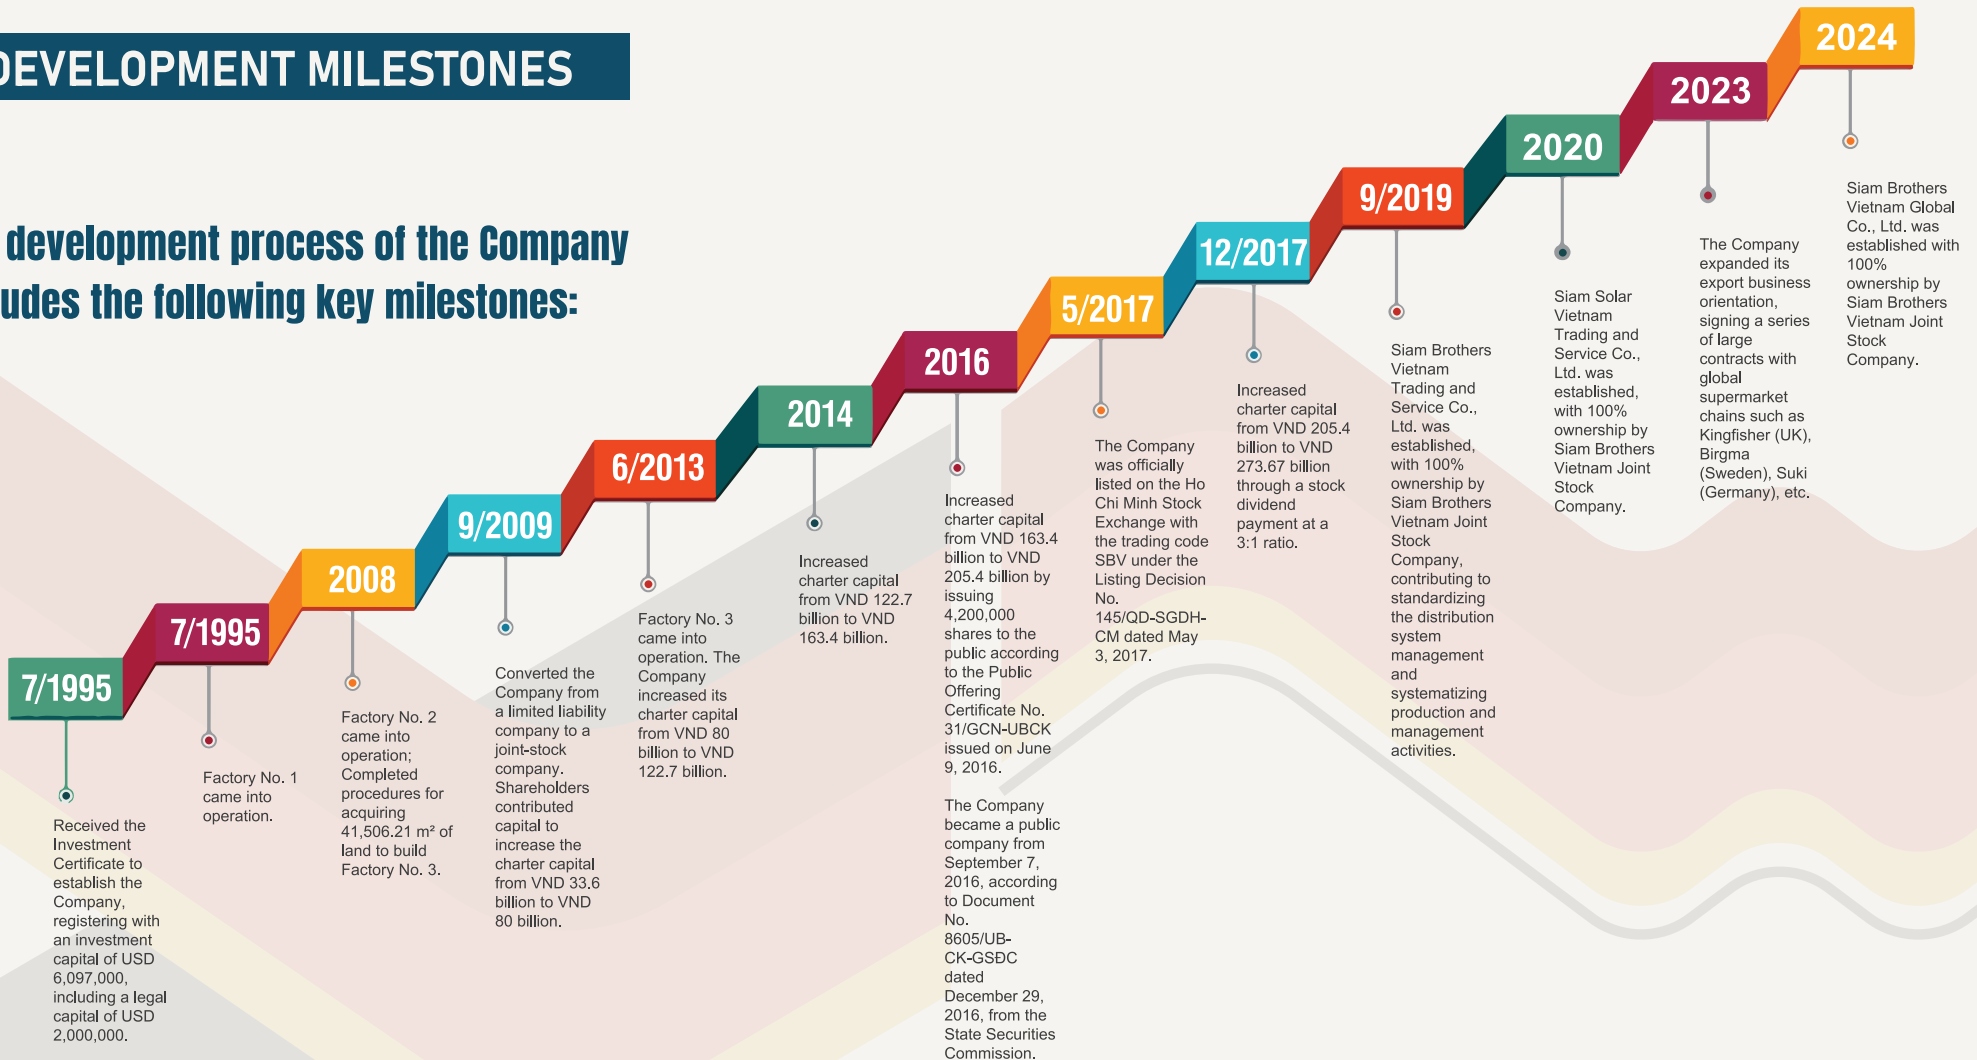 DEVELOPMENT MILESTONES
development process of the Company
udes the following key milestones:
7/1995
Received the
Investment
Certificate to
establish the
Company,
registering with
an investment
capital of USD
6,097,000,
including a legal
capital of USD
2,000,000.
7/1995
Factory No. 1
came into
operation.
2008
Factory No. 2
came into
operation;
Completed
procedures for
acquiring
41,506.21 m² of
land to build
Factory No. 3.
9/2009
Converted the
Company from
a limited liability
company to a
joint-stock
company.
Shareholders
contributed
capital to
increase the
charter capital
from VND 33.6
billion to VND
80 billion.
6/2013
Factory No. 3
came into
operation. The
Company
increased its
charter capital
from VND 80
billion to VND
122.7 billion.
2014
Increased
charter capital
from VND 122.7
billion to VND
163.4 billion.
2016
Increased
charter capital
from VND 163.4
billion to VND
205.4 billion by
issuing
4,200,000
shares to the
public according
to the Public
Offering
Certificate No.
31/GCN-UBCK
issued on June
9, 2016.
The Company
became a public
company from
September 7,
2016, according
to Document
No.
8605/UB-
CK-GSĐC
dated
December 29,
2016, from the
State Securities
Commission.
5/2017
The Company
was officially
listed on the Ho
Chi Minh Stock
Exchange with
the trading code
SBV under the
Listing Decision
No.
145/QD-SGDH-
CM dated May
3, 2017.
12/2017
Increased
charter capital
from VND 205.4
billion to VND
273.67 billion
through a stock
dividend
payment at a
3:1 ratio.
9/2019
Siam Brothers
Vietnam
Trading and
Service Co.,
Ltd. was
established,
with 100%
ownership by
Siam Brothers
Vietnam Joint
Stock
Company,
contributing to
standardizing
the distribution
system
management
and
systematizing
production and
management
activities.
2020
Siam Solar
Vietnam
Trading and
Service Co.,
Ltd. was
established,
with 100%
ownership by
Siam Brothers
Vietnam Joint
Stock
Company.
2023
The Company
expanded its
export business
orientation,
signing a series
of large
contracts with
global
supermarket
chains such as
Kingfisher (UK),
Birgma
(Sweden), Suki
(Germany), etc.
2024
Siam Brothers
Vietnam Global
Co., Ltd. was
established with
100%
ownership by
Siam Brothers
Vietnam Joint
Stock
Company.